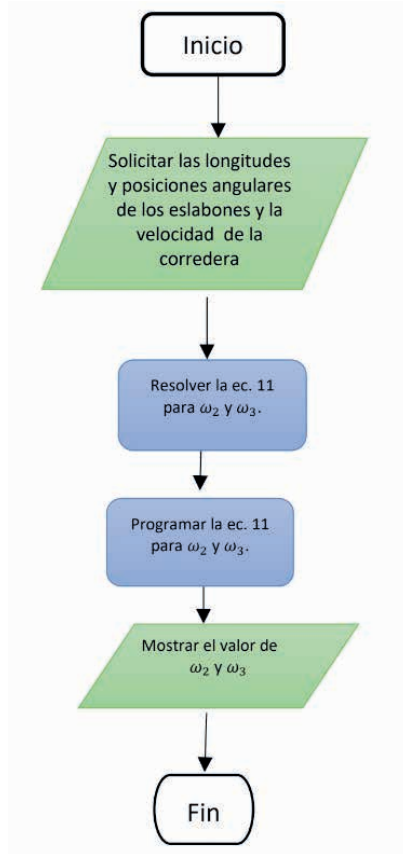 Inicio
Solicitar las longitudes
y posiciones angulares
de los eslabones y la
velocidad de la
corredera
Resolver la ec. 11
para ω₂ y ω₃.
Programar la ec. 11
para ω₂ y ω₃.
Mostrar el valor de
ω₂ y ω₃
Fin